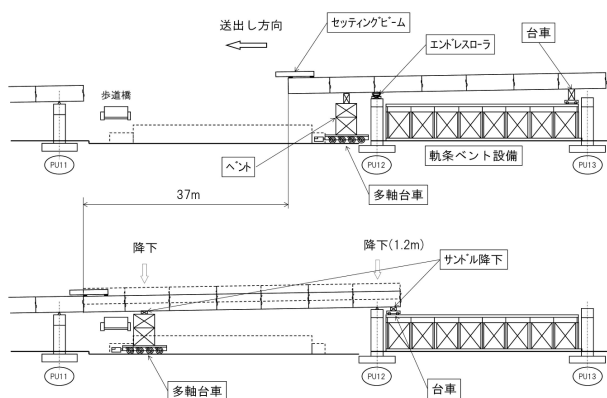 送出し方向
セッティングビーム
エンドレスローラ
台車
歩道橋
ベント
軌条ベント設備
PU11
PU12
PU13
多軸台車
37m
降下
降下(1.2m)
サンドル降下
PU11
PU12
PU13
多軸台車
台車